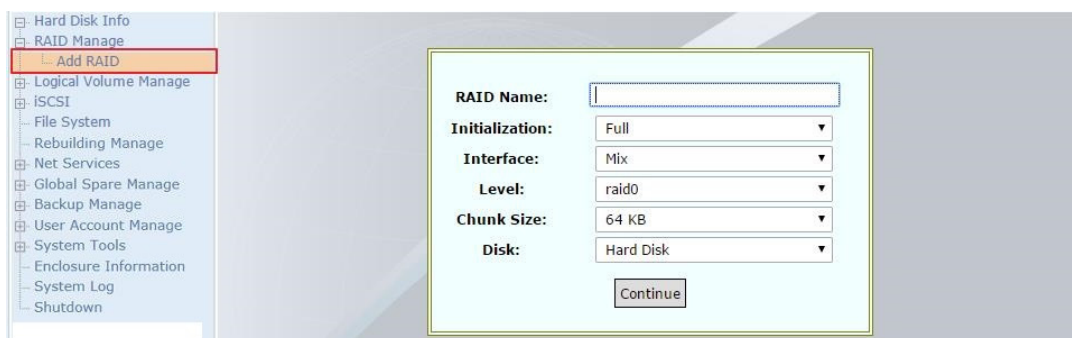 Hard Disk Info
RAID Manage
Add RAID
Logical Volume Manage
iSCSI
File System
Rebuilding Manage
Net Services
Global Spare Manage
Backup Manage
User Account Manage
System Tools
Enclosure Information
System Log
Shutdown
RAID Name:
Initialization: Full
Interface: Mix
Level: raid0
Chunk Size: 64 KB
Disk: Hard Disk
Continue